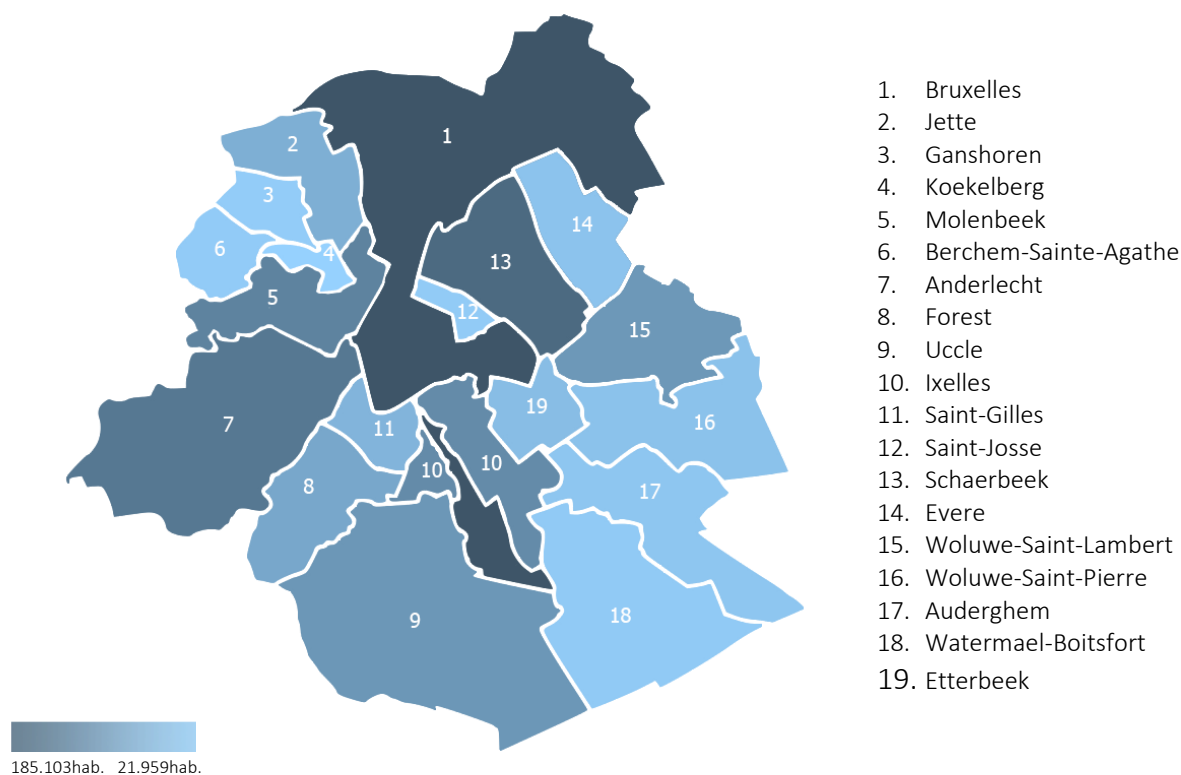 1. Bruxelles
2. Jette
3. Ganshoren
4. Koekelberg
5. Molenbeek
6. Berchem-Sainte-Agathe
7. Anderlecht
8. Forest
9. Uccle
10. Ixelles
11. Saint-Gilles
12. Saint-Josse
13. Schaerbeek
14. Evere
15. Woluwe-Saint-Lambert
16. Woluwe-Saint-Pierre
17. Auderghem
18. Watermael-Boitsfort
19. Etterbeek
1
2
3
14
6
4
13
5
12
15
19
16
7
11
10
10
8
17
18
9
185.103hab. 21.959hab.